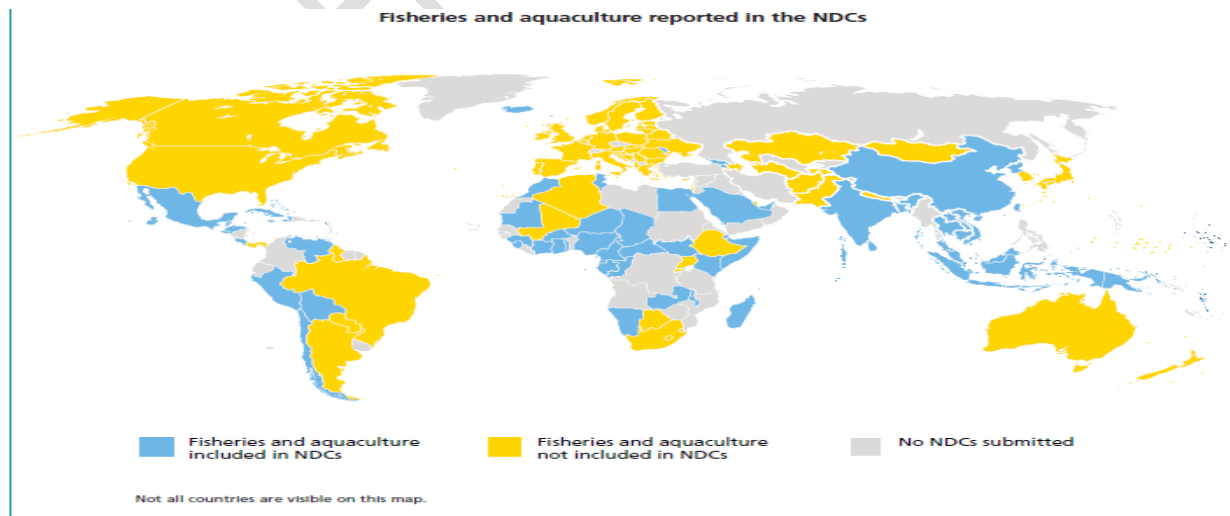 Fisheries and aquaculture reported in the NDCs
Fisheries and aquaculture
included in NDCs
Fisheries and aquaculture
not included in NDCs
No NDCs submitted
Not all countries are visible on this map.